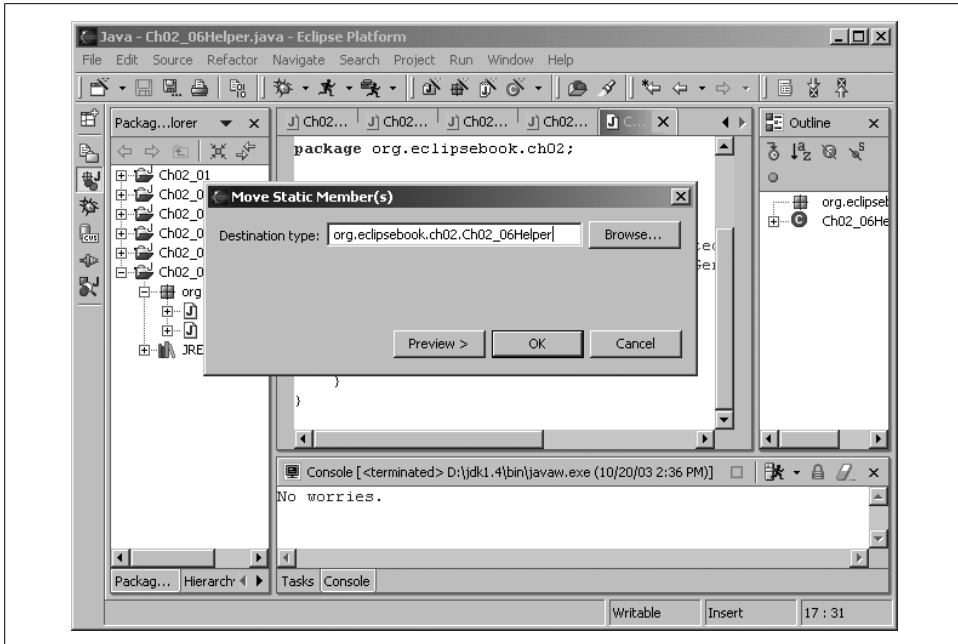 Java - Ch02_06Helper.java - Eclipse Platform
File Edit Source Refactor Navigate Search Project Run Window Help
Packag...lorer
Ch02... Ch02... Ch02... Ch02... C...
Outline
package org.eclipsebook.ch02;
Ch02_01
Ch02_0
Ch02_0
Ch02_0
Ch02_0
Ch02_0
org
JRE
Move Static Member(s)
Destination type: org.eclipsebook.ch02.Ch02_06Helper Browse...
Preview > OK Cancel
org.eclipset
Ch02_06He
}
}
Console [<terminated> D:\jdk1.4\bin\javaw.exe (10/20/03 2:36 PM)]
No worries.
Packag... Hierarch
Tasks Console
Writable Insert 17 : 31